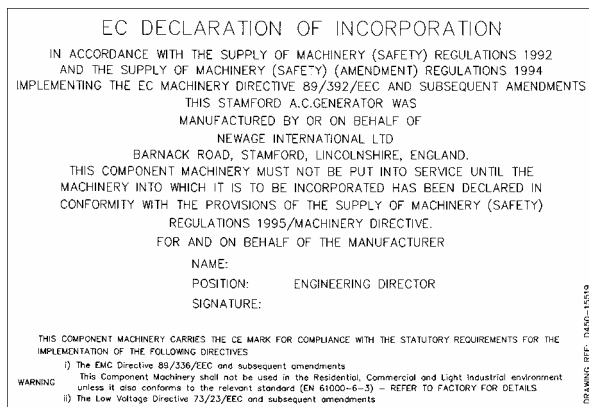 EC DECLARATION OF INCORPORATION
IN ACCORDANCE WITH THE SUPPLY OF MACHINERY (SAFETY) REGULATIONS 1992
AND THE SUPPLY OF MACHINERY (SAFETY) (AMENDMENT) REGULATIONS 1994
IMPLEMENTING THE EC MACHINERY DIRECTIVE 89/392/EEC AND SUBSEQUENT AMENDMENTS
THIS STAMFORD A.C.GENERATOR WAS
MANUFACTURED BY OR ON BEHALF OF
NEWAGE INTERNATIONAL LTD
BARNACK ROAD, STAMFORD, LINCOLNSHIRE, ENGLAND.
THIS COMPONENT MACHINERY MUST NOT BE PUT INTO SERVICE UNTIL THE
MACHINERY INTO WHICH IT IS TO BE INCORPORATED HAS BEEN DECLARED IN
CONFORMITY WITH THE PROVISIONS OF THE SUPPLY OF MACHINERY (SAFETY)
REGULATIONS 1995/MACHINERY DIRECTIVE.
FOR AND ON BEHALF OF THE MANUFACTURER
NAME:
POSITION: ENGINEERING DIRECTOR
SIGNATURE:
THIS COMPONENT MACHINERY CARRIES THE CE MARK FOR COMPLIANCE WITH THE STATUTORY REQUIREMENTS FOR THE
IMPLEMENTATION OF THE FOLLOWING DIRECTIVES
i) The EMC Directive 89/336/EEC and subsequent amendments
WARNING This Component Machinery shall not be used in the Residential, Commercial and Light Industrial environment
unless it also conforms to the relevant standard (EN 61000-6-3) - REFER TO FACTORY FOR DETAILS
ii) The Low Voltage Directive 73/23/EEC and subsequent amendments
DRAWING REF: D450-15519